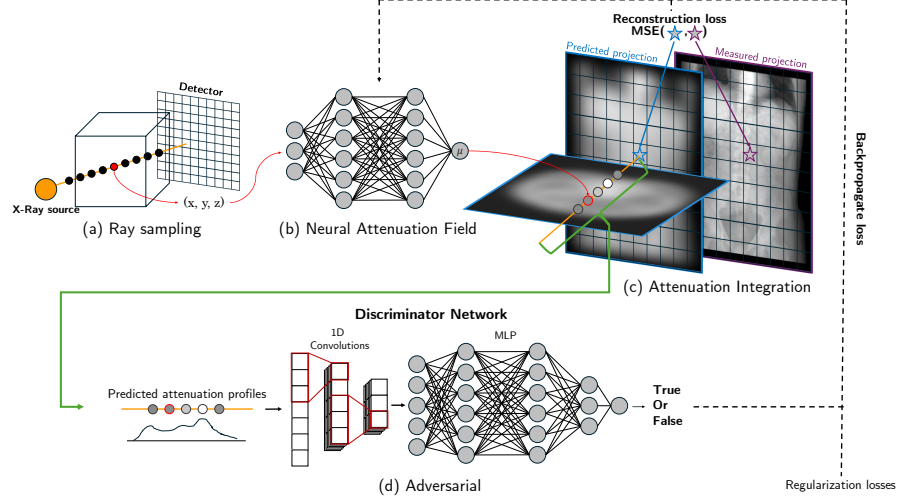 Reconstruction loss
MSE( , )
Predicted projection
Measured projection
Detector
X-Ray source
(x, y, z)
μ
(a) Ray sampling
(b) Neural Attenuation Field
(c) Attenuation Integration
Backpropagate loss
Discriminator Network
1D
Convolutions
MLP
Predicted attenuation profiles
True
Or
False
(d) Adversarial
Regularization losses